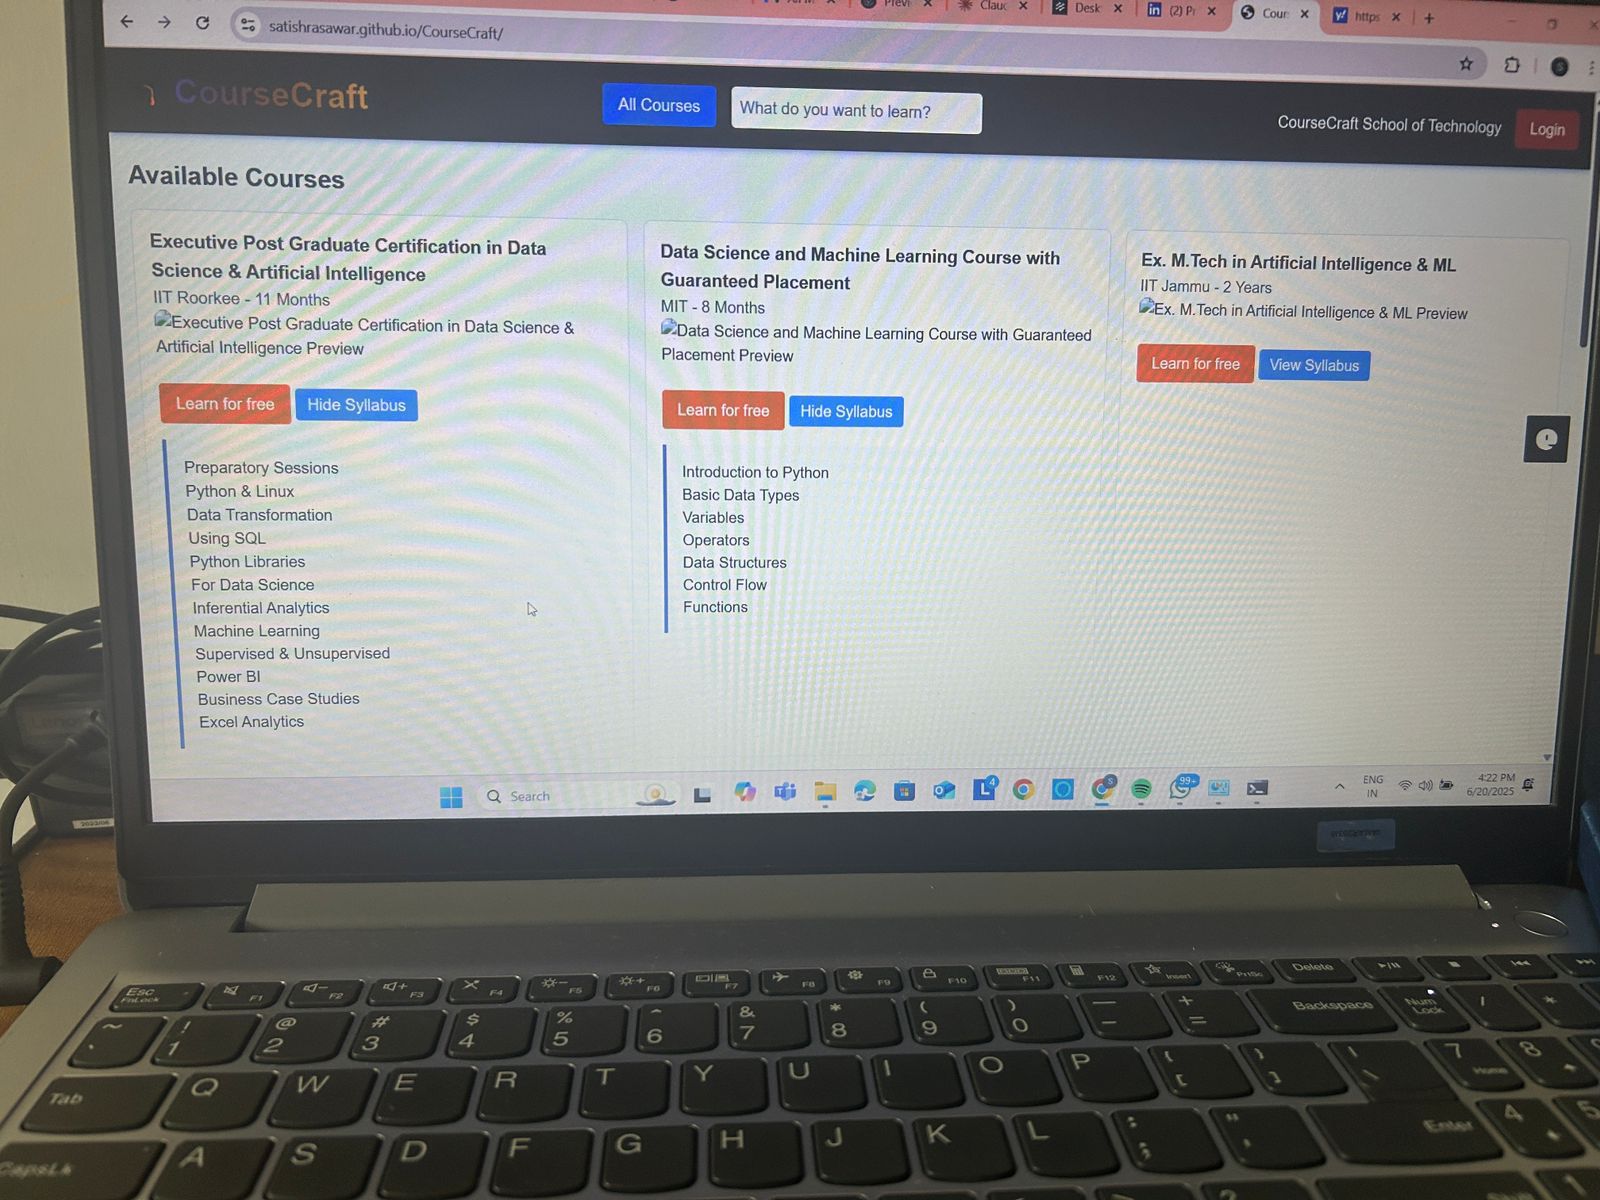 Claud
Desk
(2) Pr
Cour
https
satishrasawar.github.io/CourseCraft/
CourseCraft
All Courses
What do you want to learn?
CourseCraft School of Technology
Login
Available Courses
Executive Post Graduate Certification in Data
Science & Artificial Intelligence
IIT Roorkee - 11 Months
Executive Post Graduate Certification in Data Science &
Artificial Intelligence Preview
Learn for free
Hide Syllabus
Preparatory Sessions
Python & Linux
Data Transformation
Using SQL
Python Libraries
For Data Science
Inferential Analytics
Machine Learning
Supervised & Unsupervised
Power BI
Business Case Studies
Excel Analytics
Data Science and Machine Learning Course with
Guaranteed Placement
MIT - 8 Months
Data Science and Machine Learning Course with Guaranteed
Placement Preview
Learn for free
Hide Syllabus
Introduction to Python
Basic Data Types
Variables
Operators
Data Structures
Control Flow
Functions
Ex. M.Tech in Artificial Intelligence & ML
IIT Jammu - 2 Years
Ex. M.Tech in Artificial Intelligence & ML Preview
Learn for free
View Syllabus
Search
4
99+
ENG
IN
4:22 PM
6/20/2025
Esc
FnLock
F1
F2
F3
F4
F5
F6
F7
F8
F9
F10
F11
F12
Insert
PrtSc
Delete
~ `
! 1
@ 2
# 3
$ 4
% 5
^ 6
& 7
* 8
( 9
) 0
_ -
+ =
Backspace
Num
Lock
/
*
Tab
Q W E R T Y U I O P
{ [
} ]
| \
7
Home
8
CapsLk
A S D F G H J K L
: ;
" '
Enter
4
5